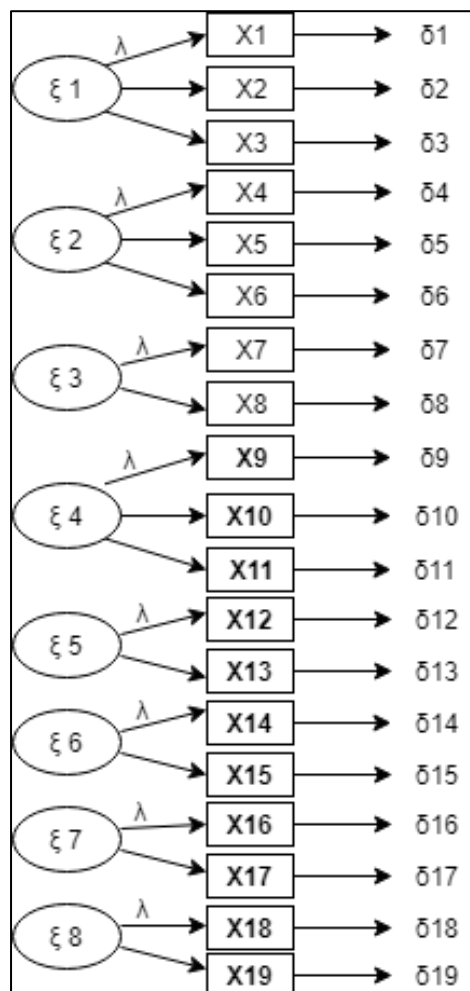 λ
X1 δ1
ξ 1
X2 δ2
X3 δ3
λ
X4 δ4
ξ 2
X5 δ5
X6 δ6
λ
X7 δ7
ξ 3
X8 δ8
λ
X9 δ9
ξ 4
X10 δ10
X11 δ11
λ
X12 δ12
ξ 5
X13 δ13
λ
X14 δ14
ξ 6
X15 δ15
λ
X16 δ16
ξ 7
X17 δ17
λ
X18 δ18
ξ 8
X19 δ19